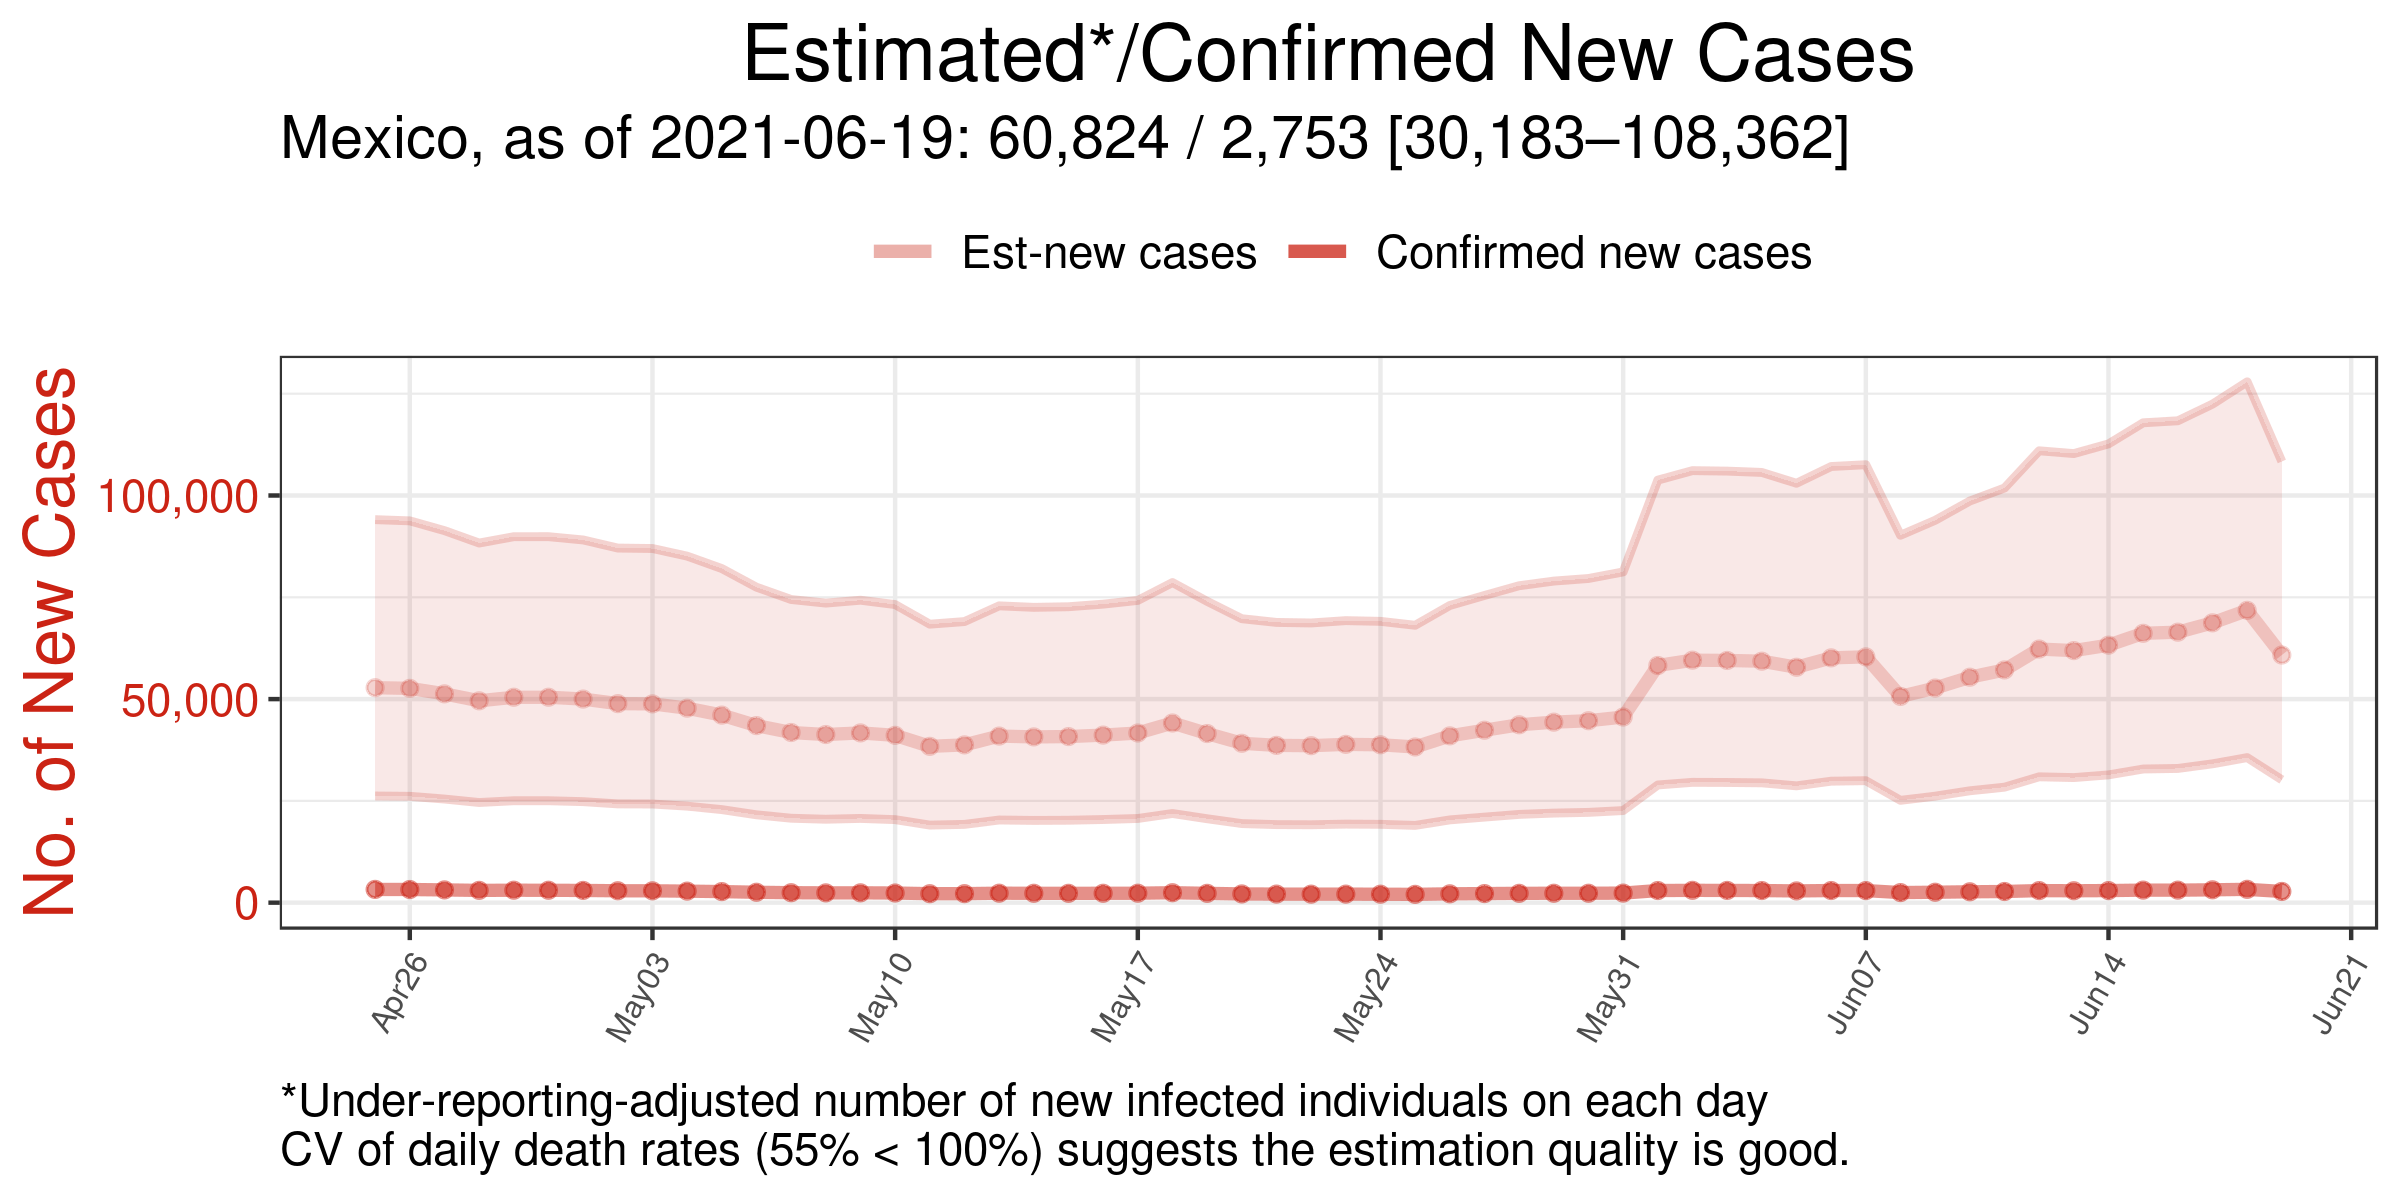 Estimated*/Confirmed New Cases
Mexico, as of 2021-06-19: 60,824 / 2,753 [30,183–108,362]
Est-new cases
Confirmed new cases
No. of New Cases
100,000
50,000
0
Apr26
May03
May10
May17
May24
May31
Jun07
Jun14
Jun21
*Under-reporting-adjusted number of new infected individuals on each day
CV of daily death rates (55% < 100%) suggests the estimation quality is good.